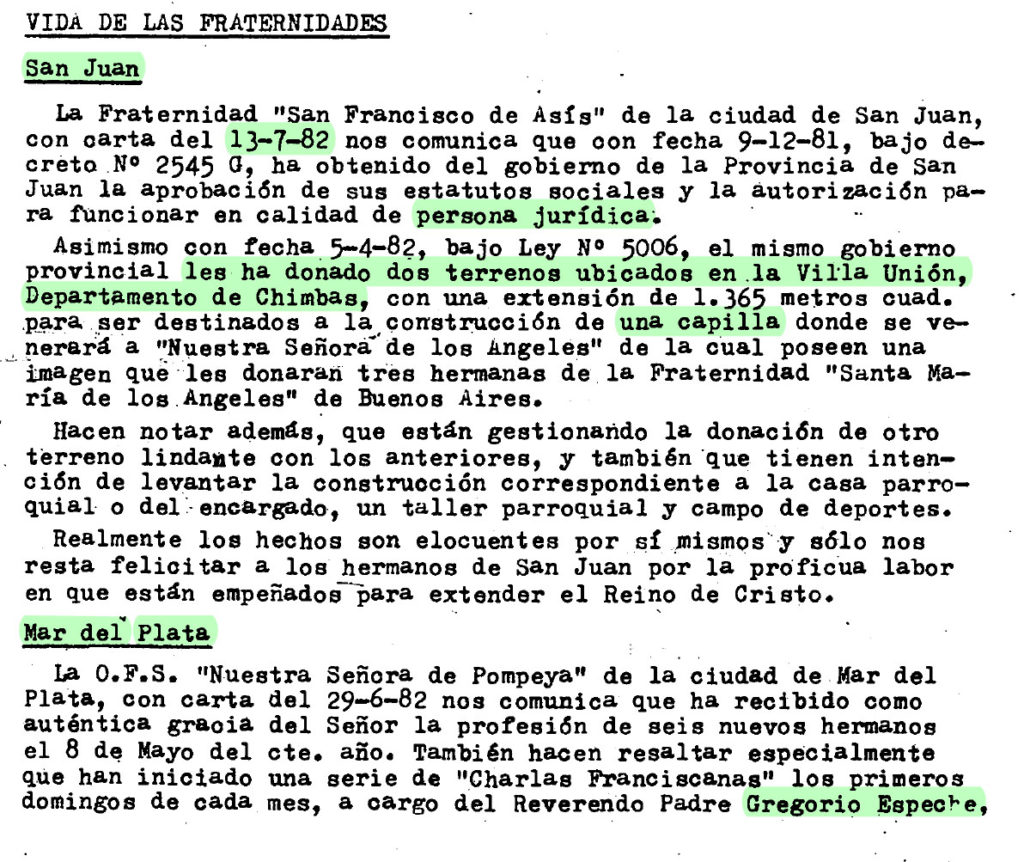 VIDA DE LAS FRATERNIDADES
San Juan
La Fraternidad "San Francisco de Asís" de la ciudad de San Juan,
con carta del 13-7-82 nos comunica que con fecha 9-12-81, bajo de-
creto Nº 2545 G, ha obtenido del gobierno de la Provincia de San
Juan la aprobación de sus estatutos sociales y la autorización pa-
ra funcionar en calidad de persona jurídica.
Asimismo con fecha 5-4-82, bajo Ley Nº 5006, el mismo gobierno
provincial les ha donado dos terrenos ubicados en la Villa Unión,
Departamento de Chimbas, con una extensión de 1.365 metros cuad.
para ser destinados a la construcción de una capilla donde se ve-
nerará a "Nuestra Señora de los Angeles" de la cual poseen una
imagen que les donaran tres hermanas de la Fraternidad "Santa Ma-
ría de los Angeles" de Buenos Aires.
Hacen notar además, que están gestionando la donación de otro
terreno lindante con los anteriores, y también que tienen inten-
ción de levantar la construcción correspondiente a la casa parro-
quial o del encargado, un taller parroquial y campo de deportes.
Realmente los hechos son elocuentes por sí mismos y sólo nos
resta felicitar a los hermanos de San Juan por la proficua labor
en que están empeñados para extender el Reino de Cristo.
Mar del Plata
La O.F.S. "Nuestra Señora de Pompeya" de la ciudad de Mar del
Plata, con carta del 29-6-82 nos comunica que ha recibido como
auténtica gracia del Señor la profesión de seis nuevos hermanos
el 8 de Mayo del cte. año. También hacen resaltar especialmente
que han iniciado una serie de "Charlas Franciscanas" los primeros
domingos de cada mes, a cargo del Reverendo Padre Gregorio Espeche,